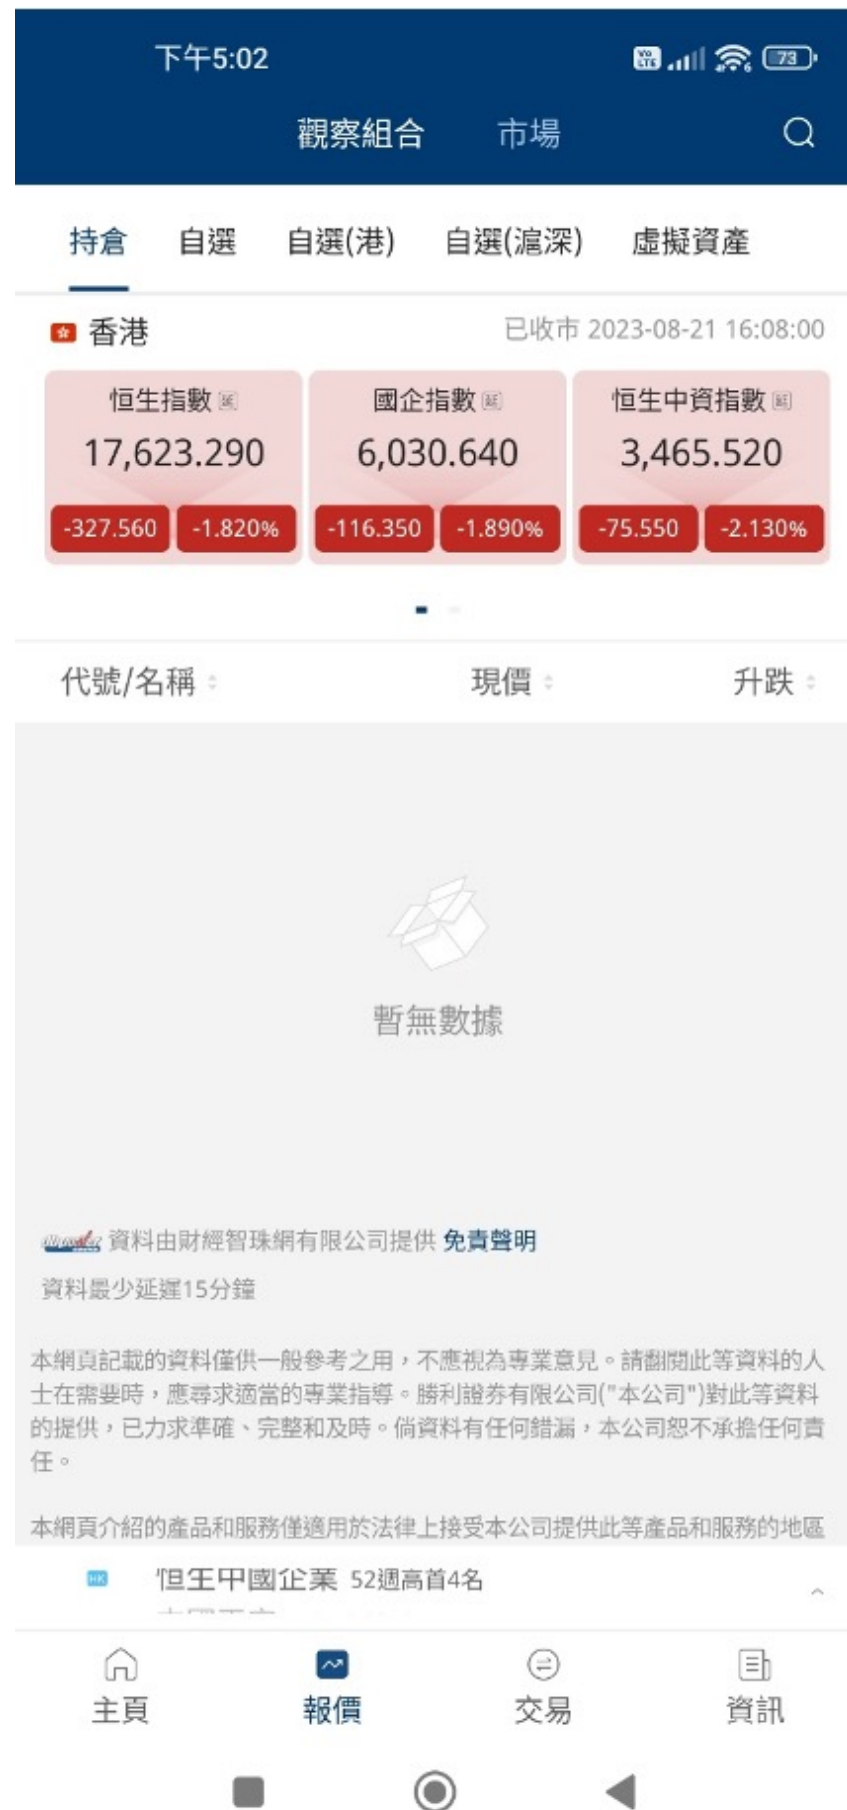 下午5:02
73
觀察組合 市場
持倉 自選 自選(港) 自選(滬深) 虛擬資產
香港 已收市 2023-08-21 16:08:00
恒生指數 延 國企指數 延 恒生中資指數 延
17,623.290 6,030.640 3,465.520
-327.560 -1.820% -116.350 -1.890% -75.550 -2.130%
代號/名稱 現價 升跌
暫無數據
資料由財經智珠網有限公司提供 免責聲明
資料最少延遲15分鐘
本網頁記載的資料僅供一般參考之用，不應視為專業意見。請翻閱此等資料的人
士在需要時，應尋求適當的專業指導。勝利證券有限公司("本公司")對此等資料
的提供，已力求準確、完整和及時。倘資料有任何錯漏，本公司恕不承擔任何責
任。
本網頁介紹的產品和服務僅適用於法律上接受本公司提供此等產品和服務的地區
HK 恒生中國企業 52週高首4名
主頁 報價 交易 資訊